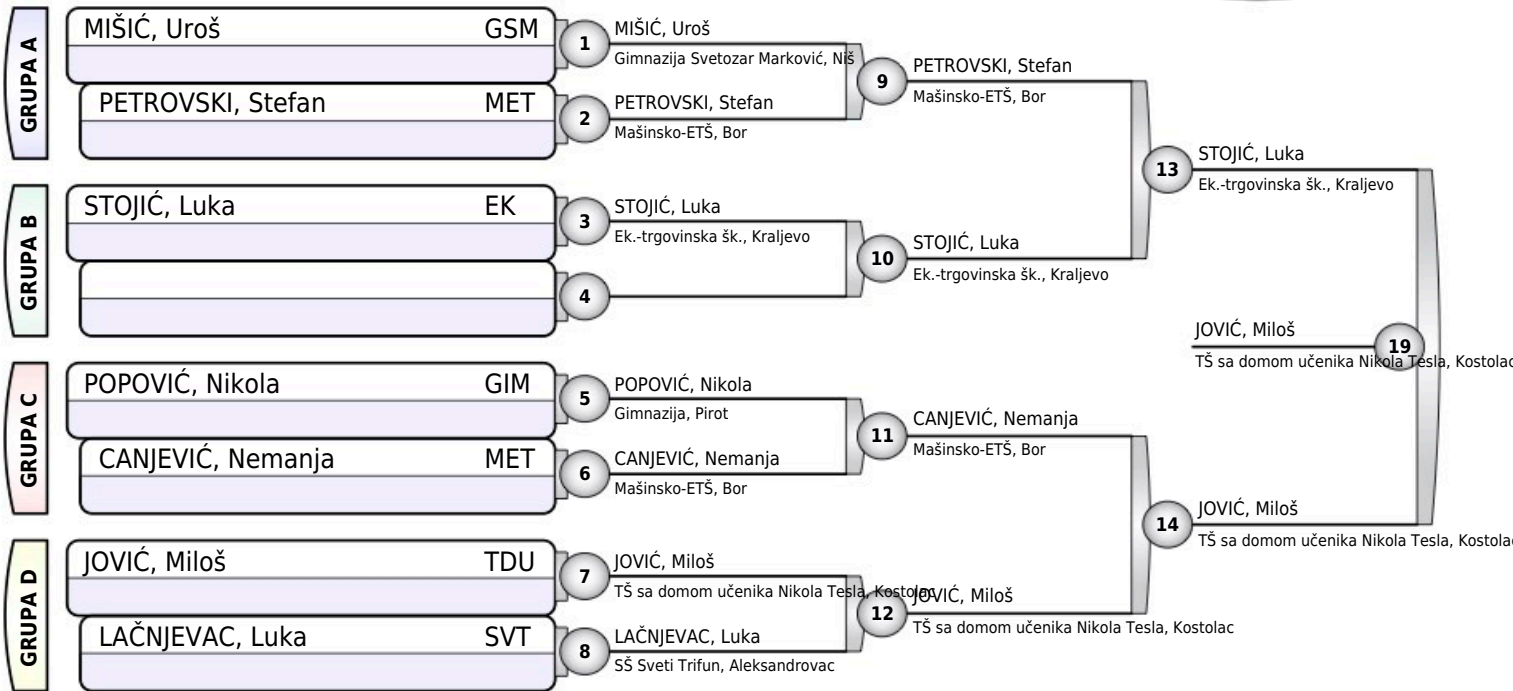 GRUPA A
MIŠIĆ, Uroš GSM
PETROVSKI, Stefan MET
GRUPA B
STOJIĆ, Luka EK
GRUPA C
POPOVIĆ, Nikola GIM
CANJEVIĆ, Nemanja MET
GRUPA D
JOVIĆ, Miloš TDU
LAČNJEVAC, Luka SVT
1
MIŠIĆ, Uroš
Gimnazija Svetozar Marković, Niš
2
PETROVSKI, Stefan
Mašinsko-ETŠ, Bor
3
STOJIĆ, Luka
Ek.-trgovinska šk., Kraljevo
4
5
POPOVIĆ, Nikola
Gimnazija, Pirot
6
CANJEVIĆ, Nemanja
Mašinsko-ETŠ, Bor
7
JOVIĆ, Miloš
TŠ sa domom učenika Nikola Tesla, Kostolac
8
LAČNJEVAC, Luka
SŠ Sveti Trifun, Aleksandrovac
9
PETROVSKI, Stefan
Mašinsko-ETŠ, Bor
10
STOJIĆ, Luka
Ek.-trgovinska šk., Kraljevo
11
CANJEVIĆ, Nemanja
Mašinsko-ETŠ, Bor
12
JOVIĆ, Miloš
TŠ sa domom učenika Nikola Tesla, Kostolac
13
STOJIĆ, Luka
Ek.-trgovinska šk., Kraljevo
14
JOVIĆ, Miloš
TŠ sa domom učenika Nikola Tesla, Kostolac
19
JOVIĆ, Miloš
TŠ sa domom učenika Nikola Tesla, Kostolac